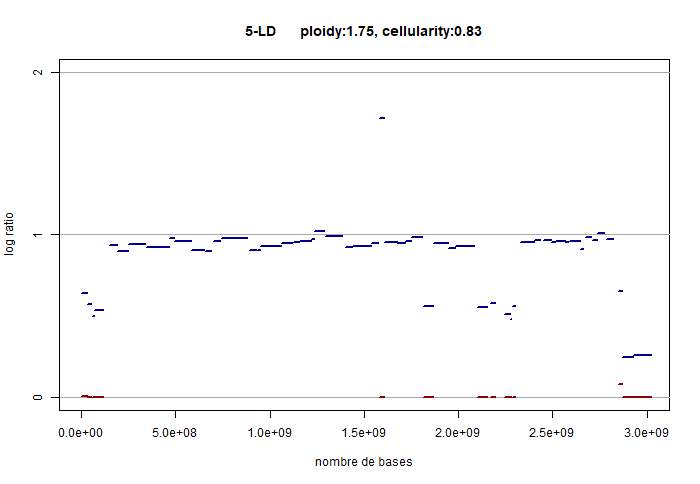 5-LD ploidy:1.75, cellularity:0.83
log ratio
2
1
0
0.0e+00 5.0e+08 1.0e+09 1.5e+09 2.0e+09 2.5e+09 3.0e+09
nombre de bases